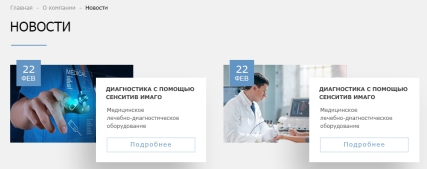 Главная - О компании - Новости
НОВОСТИ
22
ФЕВ
MEDICAL
ДИАГНОСТИКА С ПОМОЩЬЮ
СЕНСИТИВ ИМАГО
Медицинское
лечебно-диагностическое
оборудование
Подробнее
22
ФЕВ
ДИАГНОСТИКА С ПОМОЩЬЮ
СЕНСИТИВ ИМАГО
Медицинское
лечебно-диагностическое
оборудование
Подробнее